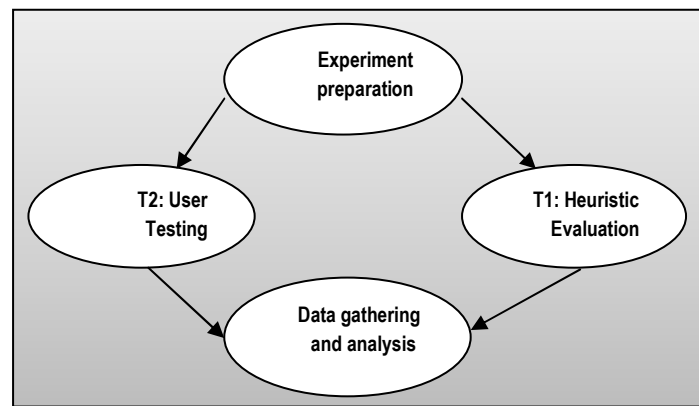 Experiment
preparation
T2: User
Testing
T1: Heuristic
Evaluation
Data gathering
and analysis